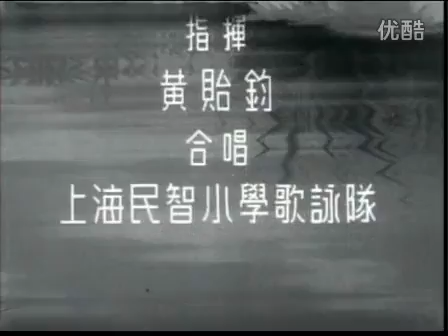 优酷
指揮
黃貽鈞
合唱
上海民智小學歌詠隊